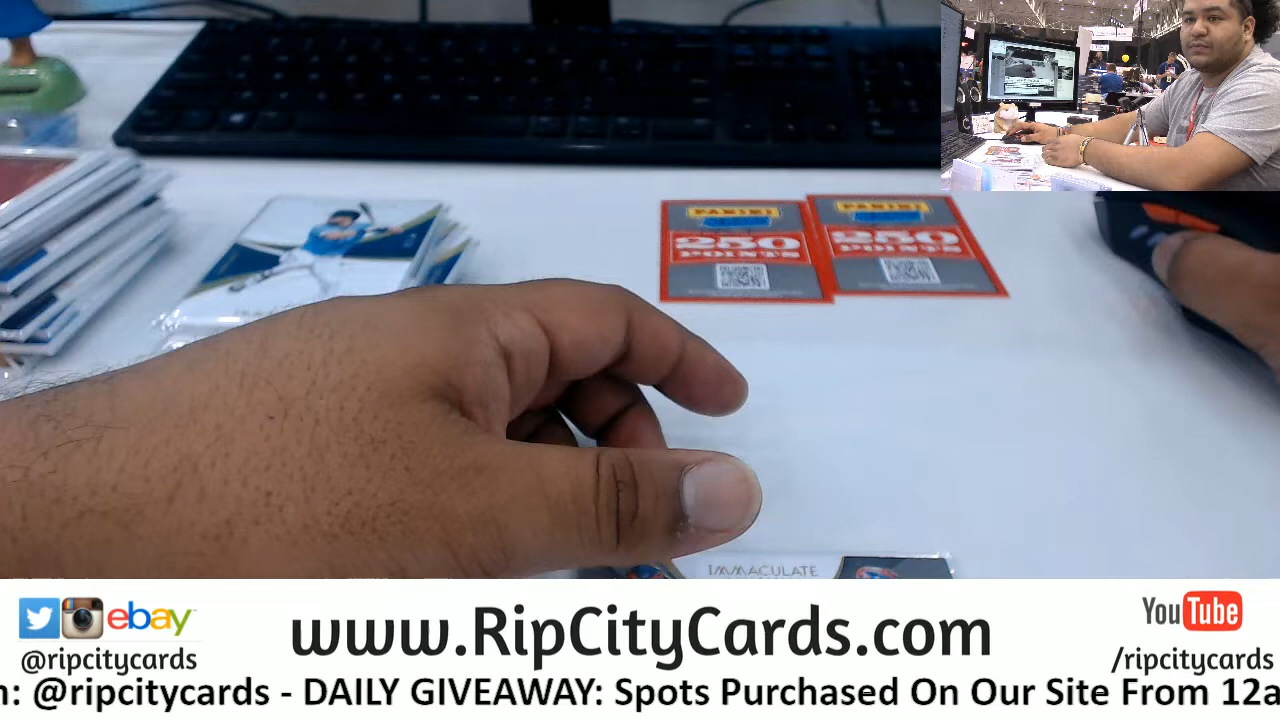 PANINI
250
POINTS
PANINI
250
POINTS
IMMACULATE
ebay
@ripcitycards
www.RipCityCards.com
YouTube
/ripcitycards
n: @ripcitycards - DAILY GIVEAWAY: Spots Purchased On Our Site From 12a